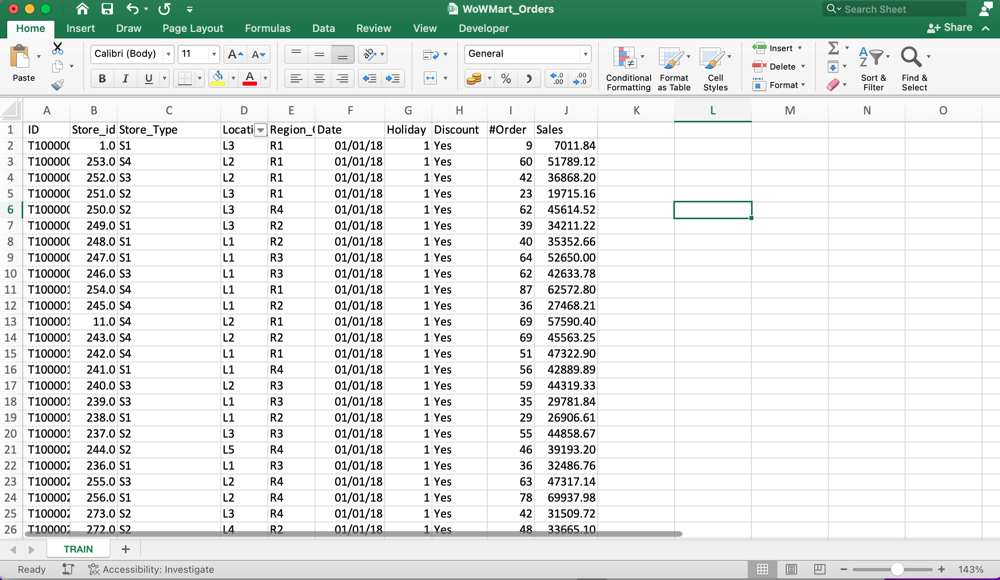 WoWMart_Orders
Search Sheet
Home Insert Draw Page Layout Formulas Data Review View Developer
Share
Paste
Calibri (Body) 11
General
Conditional Formatting
Format as Table
Cell Styles
Insert
Delete
Format
Sort & Filter
Find & Select
A B C D E F G H I J K L M N O
1 ID Store_id Store_Type Locati Region_ Date Holiday Discount #Order Sales
2 T100000 1.0 S1 L3 R1 01/01/18 1 Yes 9 7011.84
3 T100000 253.0 S4 L2 R1 01/01/18 1 Yes 60 51789.12
4 T100000 252.0 S3 L2 R1 01/01/18 1 Yes 42 36868.20
5 T100000 251.0 S2 L3 R1 01/01/18 1 Yes 23 19715.16
6 T100000 250.0 S2 L3 R4 01/01/18 1 Yes 62 45614.52
7 T100000 249.0 S1 L3 R2 01/01/18 1 Yes 39 34211.22
8 T100000 248.0 S1 L1 R2 01/01/18 1 Yes 40 35352.66
9 T100000 247.0 S1 L1 R3 01/01/18 1 Yes 64 52650.00
10 T100000 246.0 S3 L1 R3 01/01/18 1 Yes 62 42633.78
11 T100001 254.0 S4 L1 R1 01/01/18 1 Yes 87 62572.80
12 T100001 245.0 S4 L1 R2 01/01/18 1 Yes 36 27468.21
13 T100001 11.0 S4 L2 R1 01/01/18 1 Yes 69 57590.40
14 T100001 243.0 S4 L2 R2 01/01/18 1 Yes 69 45563.25
15 T100001 242.0 S4 L1 R1 01/01/18 1 Yes 51 47322.90
16 T100001 241.0 S1 L1 R4 01/01/18 1 Yes 56 42889.89
17 T100001 240.0 S3 L2 R3 01/01/18 1 Yes 59 44319.33
18 T100001 239.0 S3 L1 R3 01/01/18 1 Yes 35 29781.84
19 T100001 238.0 S1 L1 R2 01/01/18 1 Yes 29 26906.61
20 T100001 237.0 S2 L3 R3 01/01/18 1 Yes 55 44858.67
21 T100002 244.0 S2 L5 R4 01/01/18 1 Yes 46 39193.20
22 T100002 236.0 S1 L1 R3 01/01/18 1 Yes 36 32486.76
23 T100002 255.0 S3 L2 R4 01/01/18 1 Yes 63 47317.14
24 T100002 256.0 S1 L2 R4 01/01/18 1 Yes 78 69937.98
25 T100002 273.0 S2 L3 R4 01/01/18 1 Yes 42 31509.72
26 T100002 272.0 S2 L4 R2 01/01/18 1 Yes 48 33665.10
TRAIN
Ready Accessibility: Investigate 143%